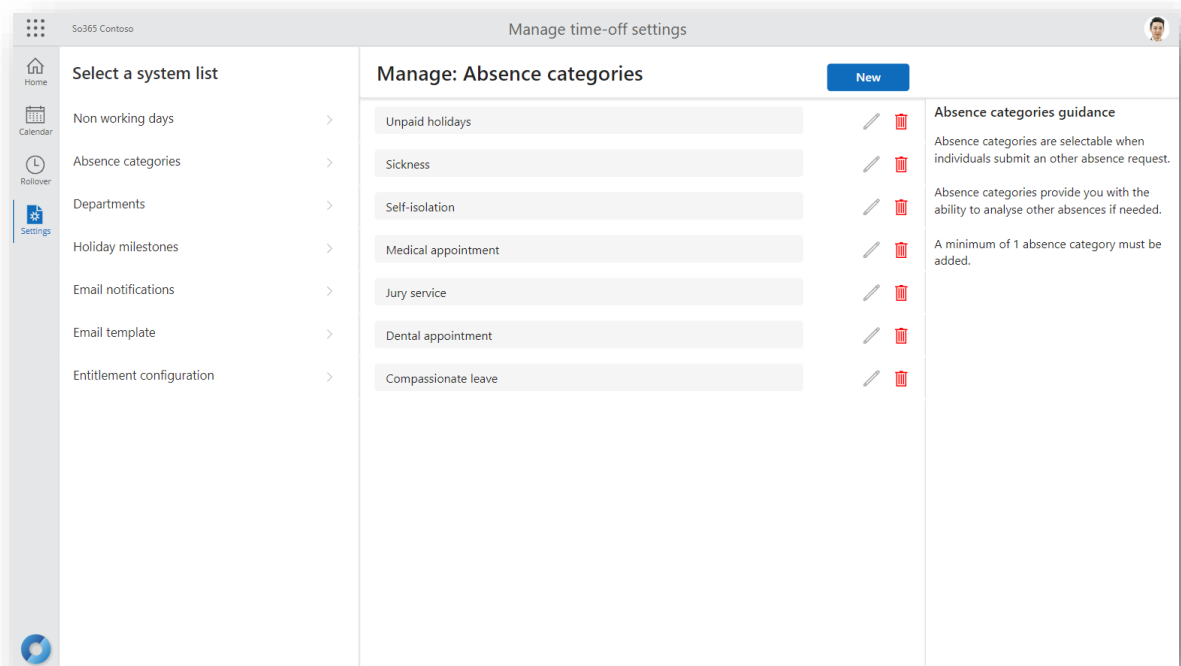 So365 Contoso
Manage time-off settings
Home
Calendar
Rollover
Settings
Select a system list
Non working days
Absence categories
Departments
Holiday milestones
Email notifications
Email template
Entitlement configuration
Manage: Absence categories
New
Unpaid holidays
Sickness
Self-isolation
Medical appointment
Jury service
Dental appointment
Compassionate leave
Absence categories guidance
Absence categories are selectable when
individuals submit an other absence request.
Absence categories provide you with the
ability to analyse other absences if needed.
A minimum of 1 absence category must be
added.